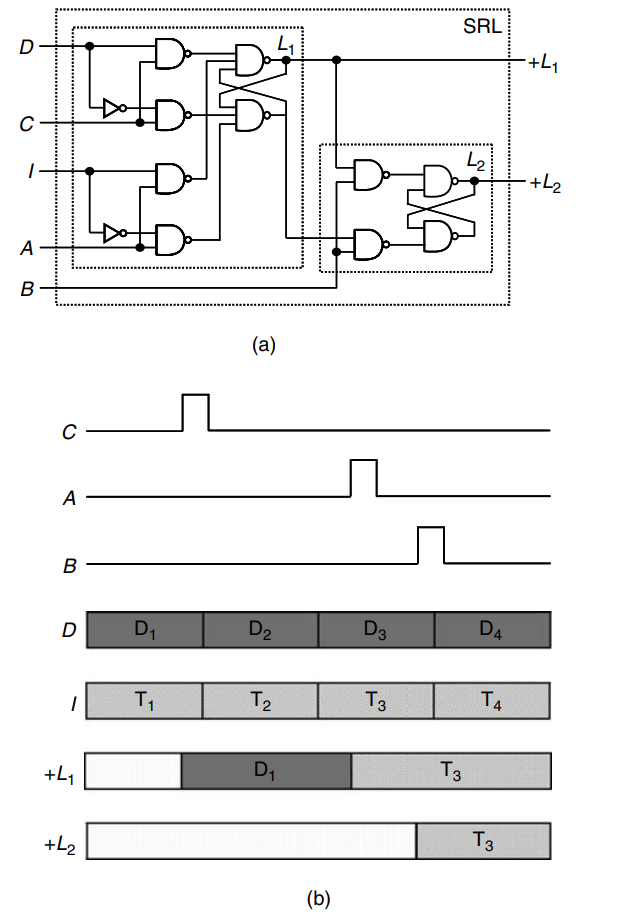 SRL
D
L₁
+L₁
C
I
L₂
+L₂
A
B
(a)
C
A
B
D D₁ D₂ D₃ D₄
I T₁ T₂ T₃ T₄
+L₁ D₁ T₃
+L₂ T₃
(b)